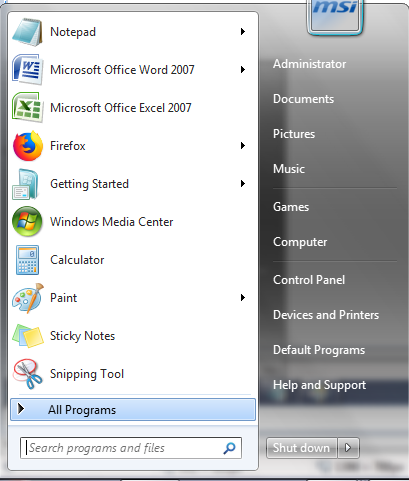 msi
Notepad
Microsoft Office Word 2007
Microsoft Office Excel 2007
Firefox
Getting Started
Windows Media Center
Calculator
Paint
Sticky Notes
Snipping Tool
All Programs
Search programs and files
Administrator
Documents
Pictures
Music
Games
Computer
Control Panel
Devices and Printers
Default Programs
Help and Support
Shut down